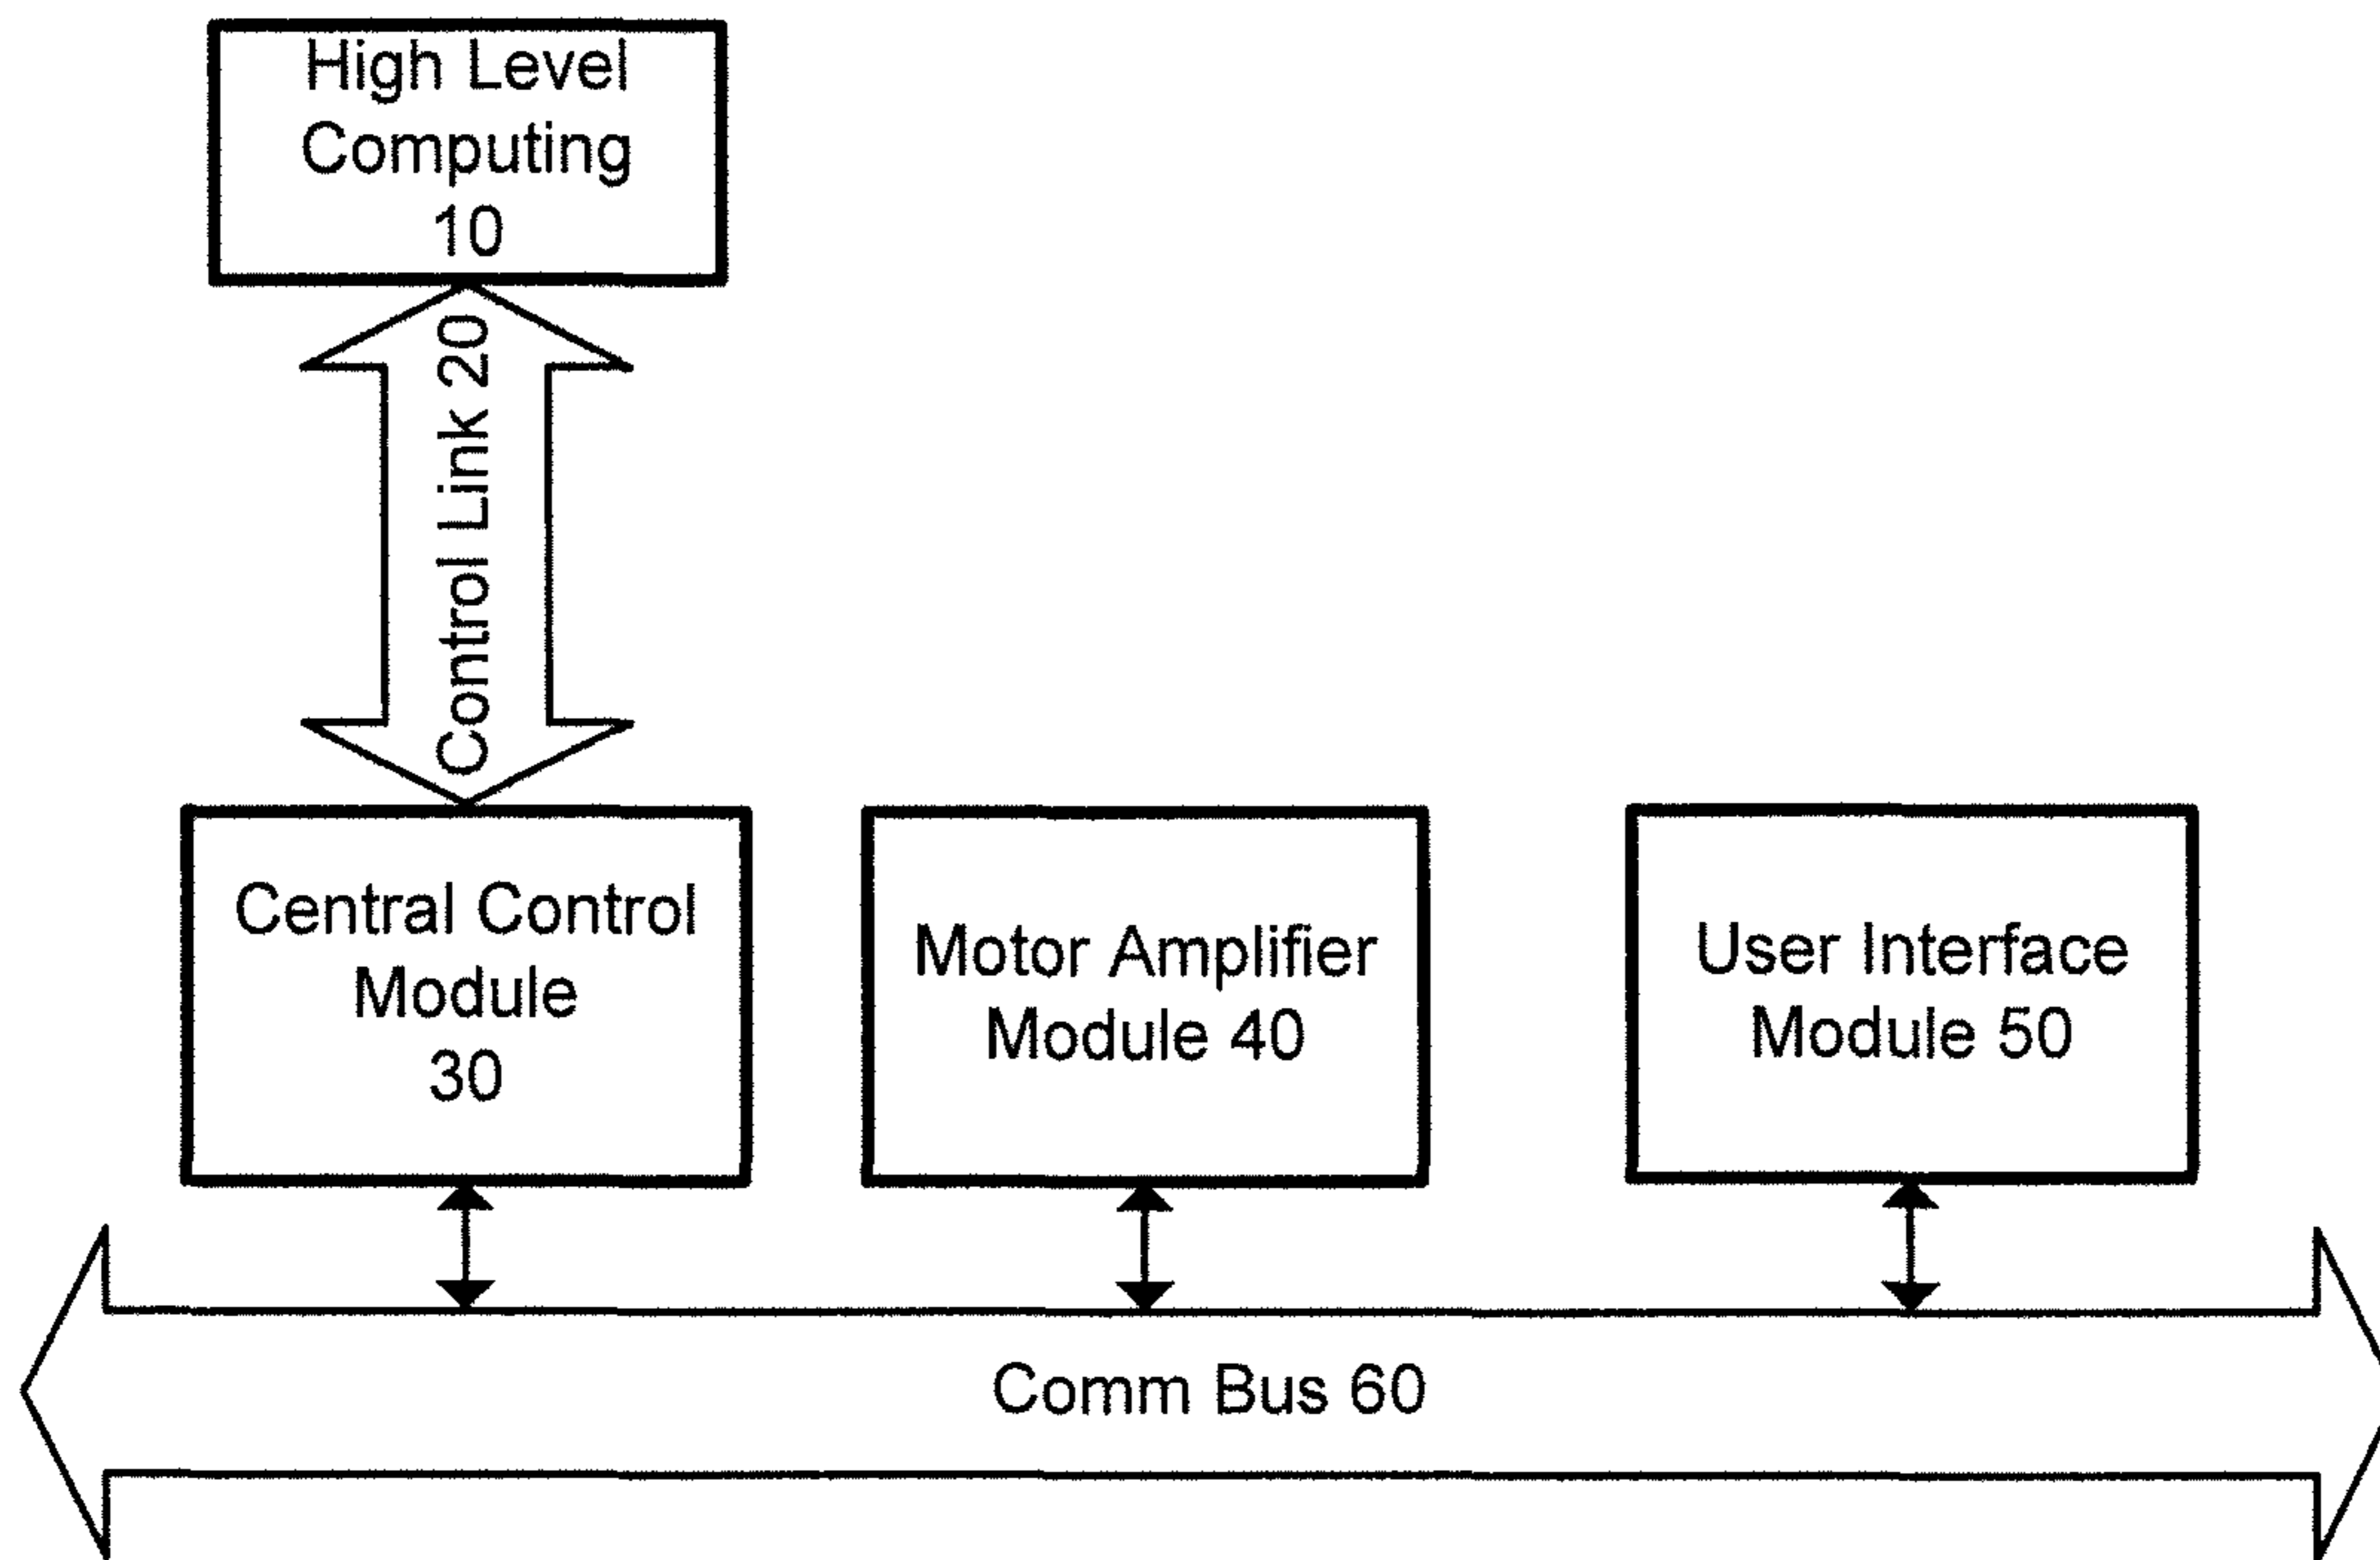 High Level
Computing
10
Control Link 20
Central Control
Module
30
Motor Amplifier
Module 40
User Interface
Module 50
Comm Bus 60